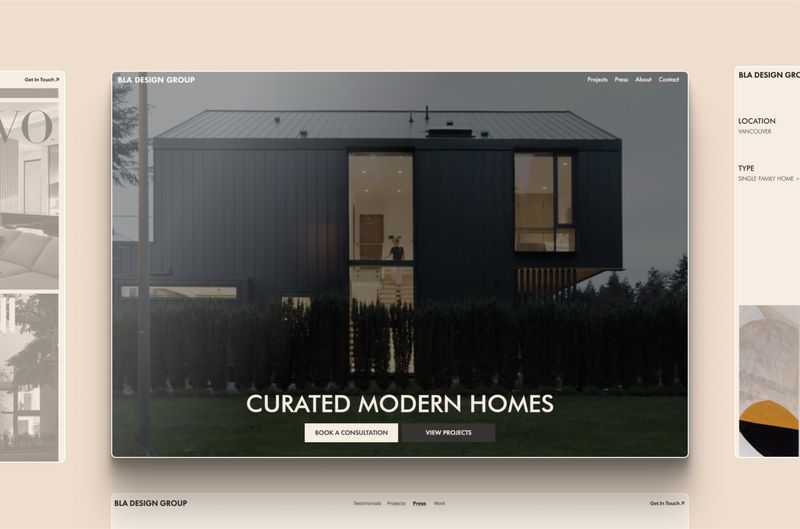 Get In Touch ↗
VO
BLA DESIGN GROUP
Projects Press About Contact
CURATED MODERN HOMES
BOOK A CONSULTATION
VIEW PROJECTS
BLA DESIGN GRO
LOCATION
VANCOUVER
TYPE
SINGLE FAMILY HOME +
BLA DESIGN GROUP
Testimonials Projects Press Work
Get In Touch ↗